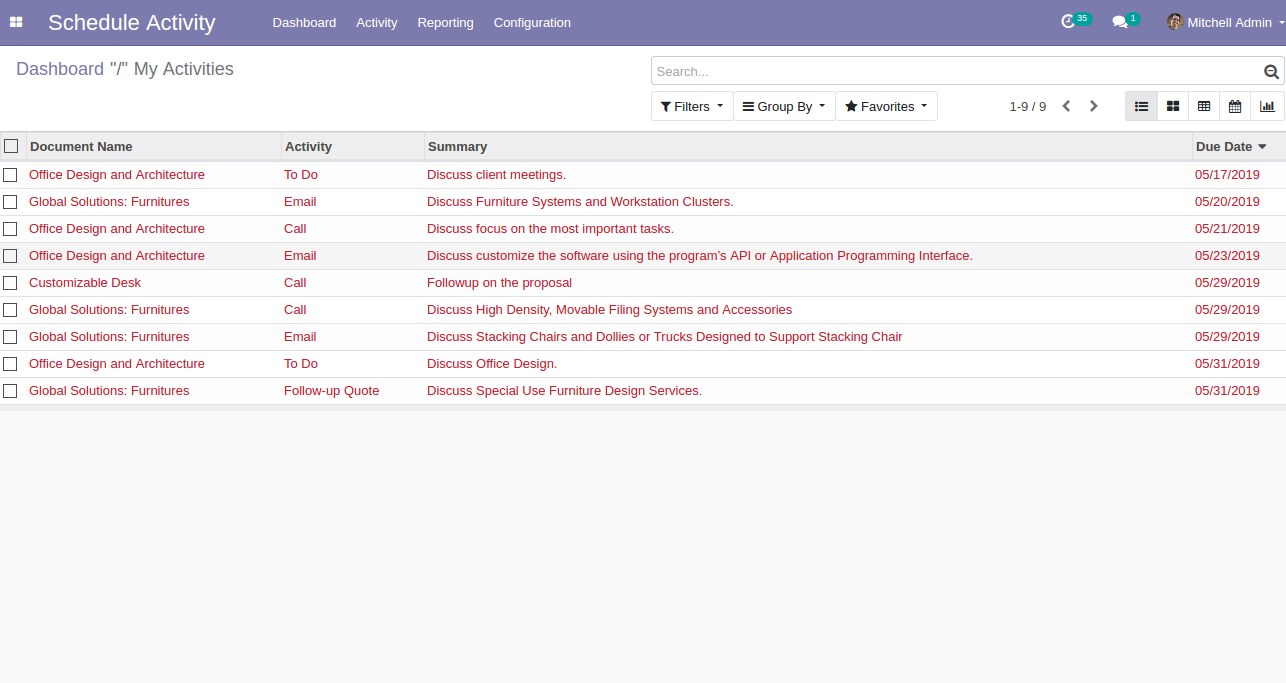 Schedule Activity Dashboard Activity Reporting Configuration 35 1 Mitchell Admin
Dashboard "/" My Activities
Search...
Filters Group By Favorites 1-9 / 9
Document Name Activity Summary Due Date
Office Design and Architecture To Do Discuss client meetings. 05/17/2019
Global Solutions: Furnitures Email Discuss Furniture Systems and Workstation Clusters. 05/20/2019
Office Design and Architecture Call Discuss focus on the most important tasks. 05/21/2019
Office Design and Architecture Email Discuss customize the software using the program's API or Application Programming Interface. 05/23/2019
Customizable Desk Call Followup on the proposal 05/29/2019
Global Solutions: Furnitures Call Discuss High Density, Movable Filing Systems and Accessories 05/29/2019
Global Solutions: Furnitures Email Discuss Stacking Chairs and Dollies or Trucks Designed to Support Stacking Chair 05/29/2019
Office Design and Architecture To Do Discuss Office Design. 05/31/2019
Global Solutions: Furnitures Follow-up Quote Discuss Special Use Furniture Design Services. 05/31/2019